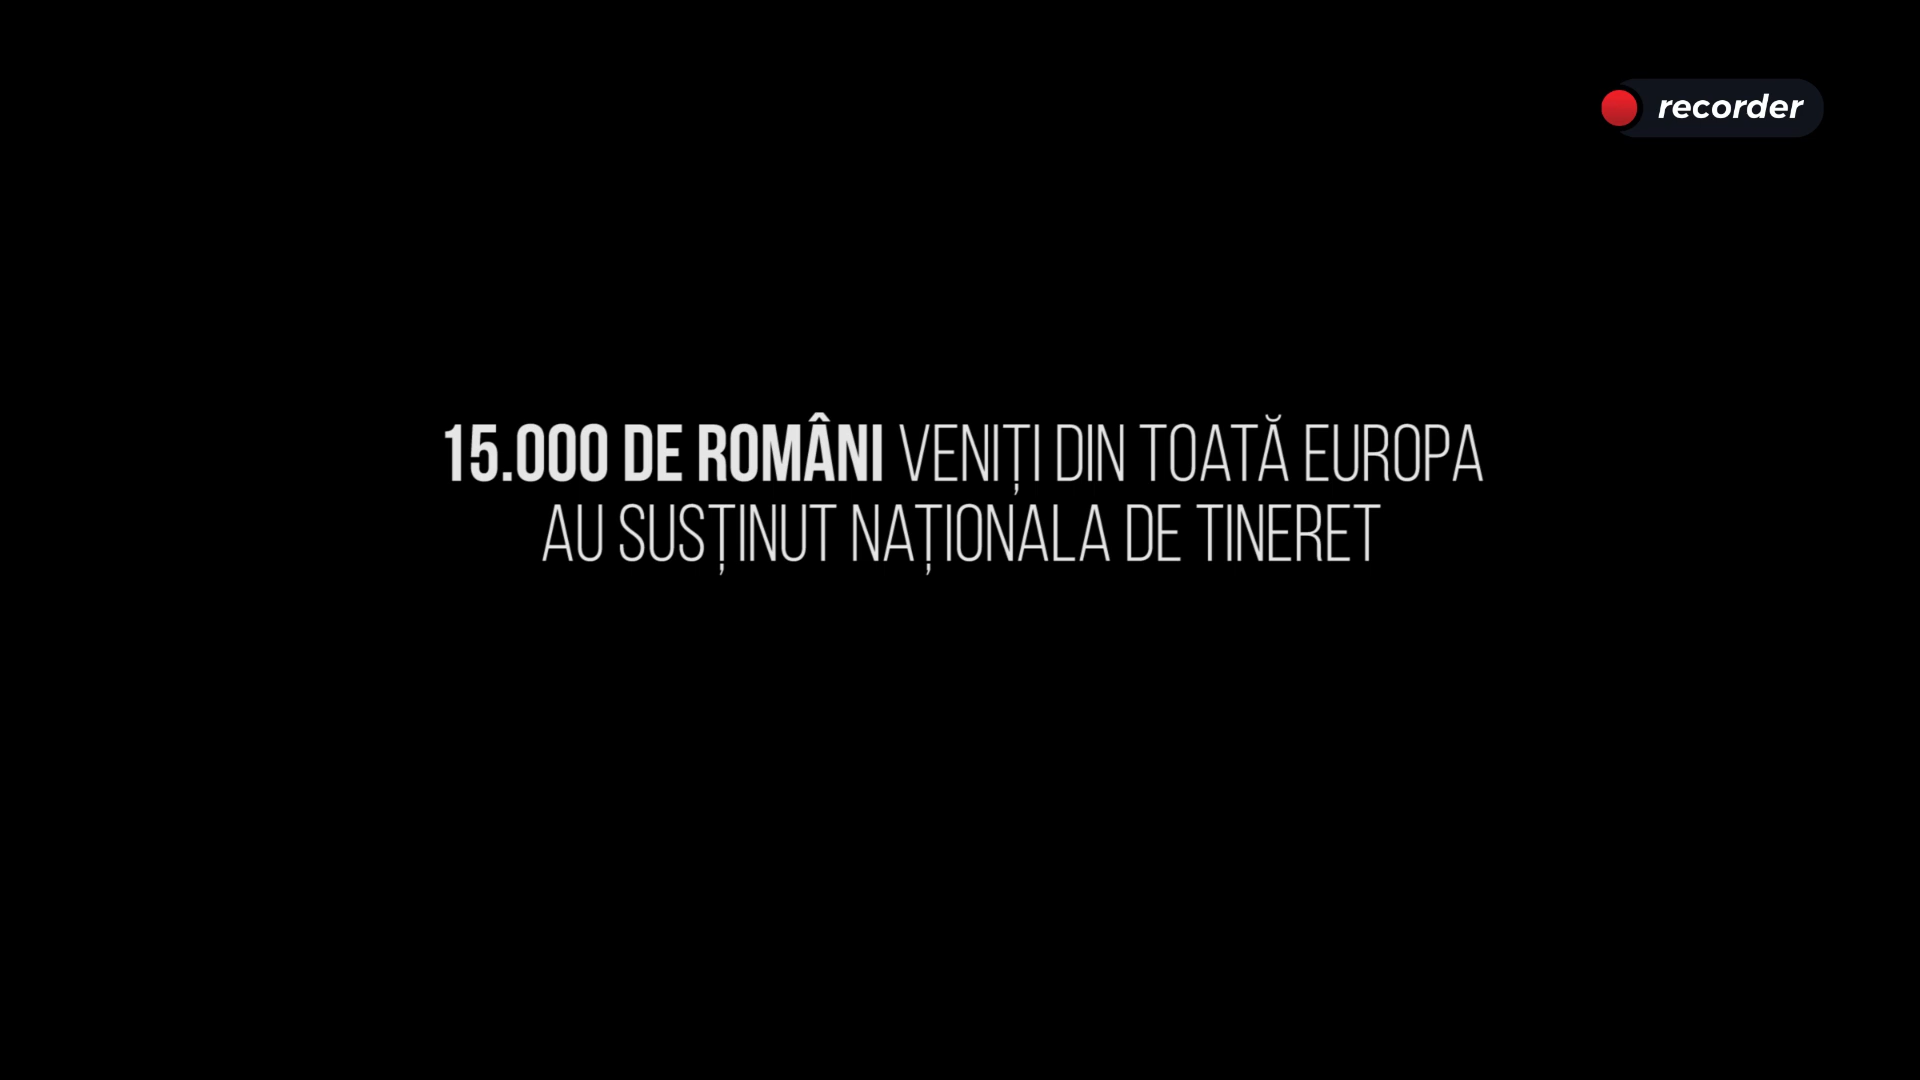 recorder
15.000 DE ROMÂNI VENIȚI DIN TOATĂ EUROPA
AU SUSȚINUT NAȚIONALA DE TINERET